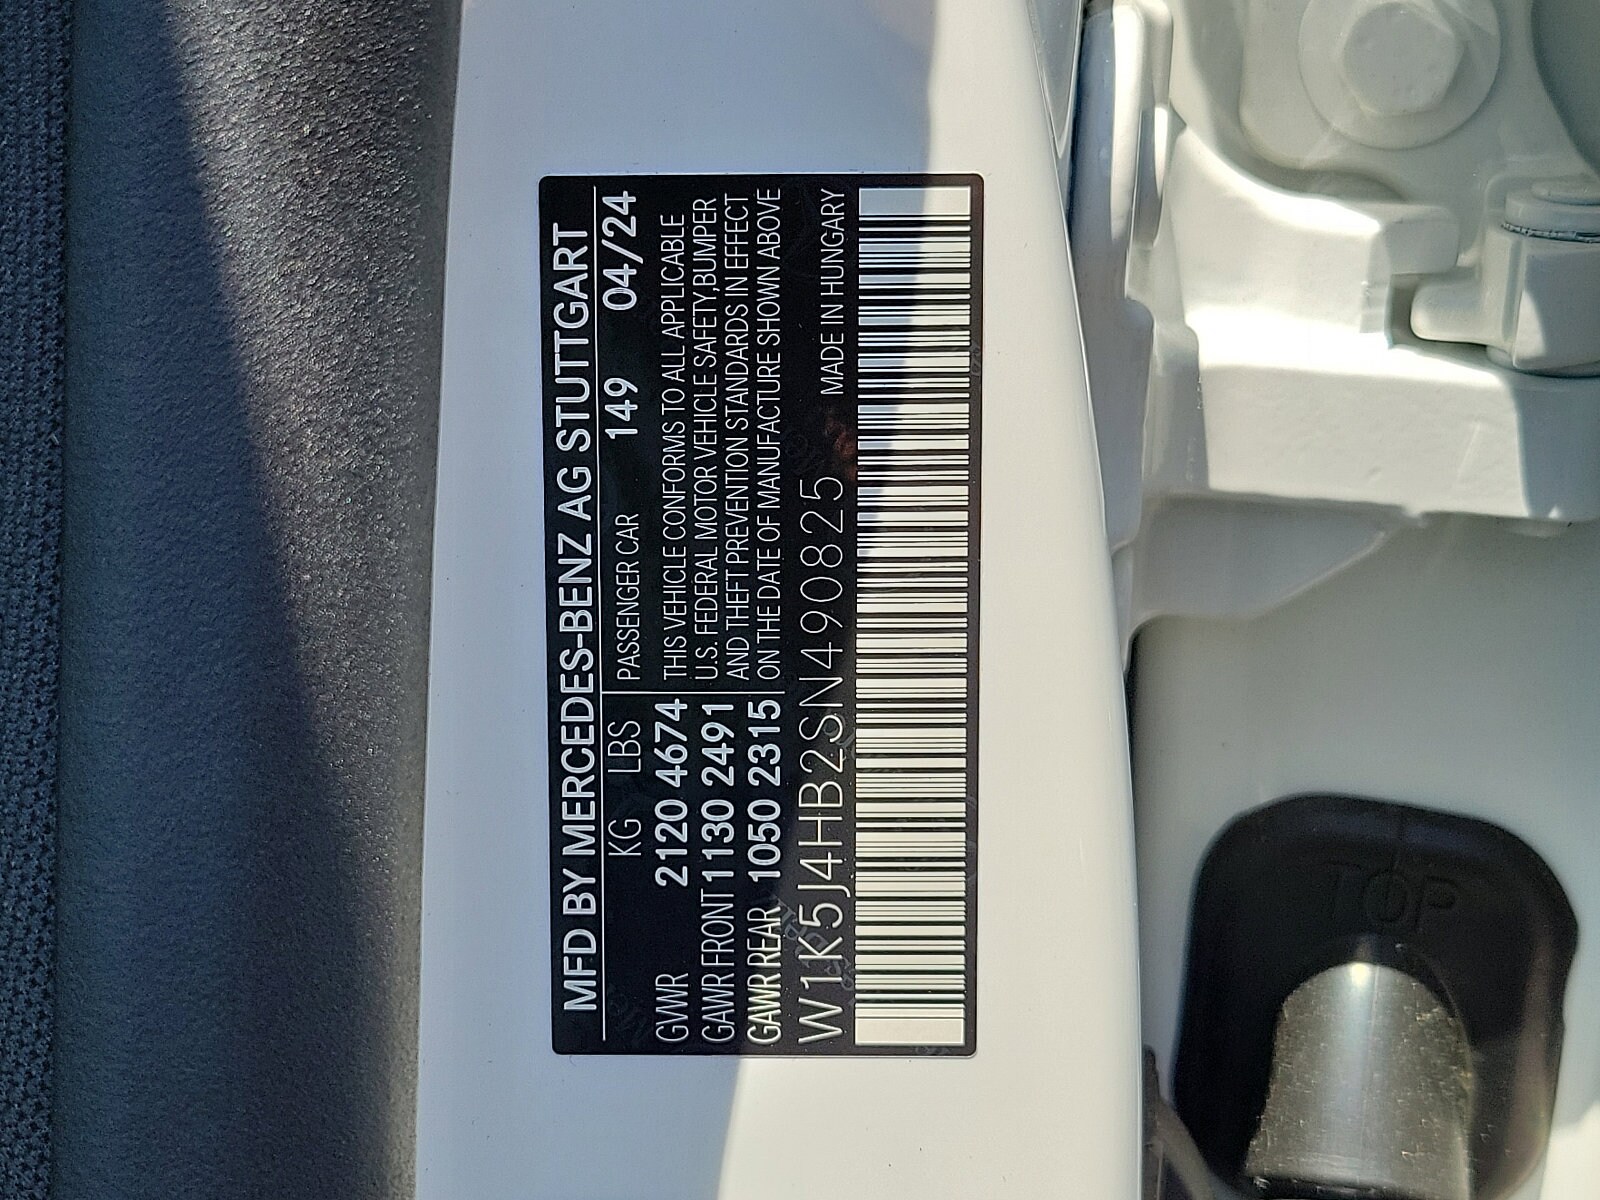 MFD BY MERCEDES-BENZ AG STUTTGART
KG LBS
GWWR 2120 4674
GAWR FRONT 1130 2491
GAWR REAR 1050 2315
PASSENGER CAR 149 04/24
THIS VEHICLE CONFORMS TO ALL APPLICABLE
U.S. FEDERAL MOTOR VEHICLE SAFETY,BUMPER
AND THEFT PREVENTION STANDARDS IN EFFECT
ON THE DATE OF MANUFACTURE SHOWN ABOVE
W1K5J4HB2SN490825 MADE IN HUNGARY
TOP